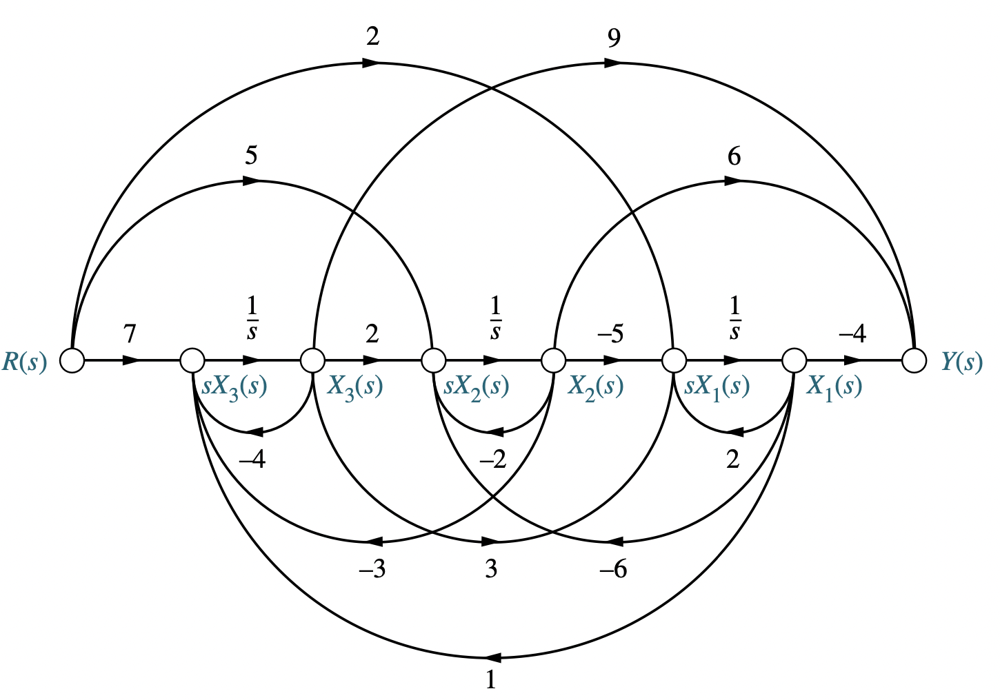 2
9
5
6
7
1/s
2
1/s
–5
1/s
–4
R(s)
Y(s)
sX3(s)
X3(s)
sX2(s)
X2(s)
sX1(s)
X1(s)
–4
–2
2
–3
3
–6
1